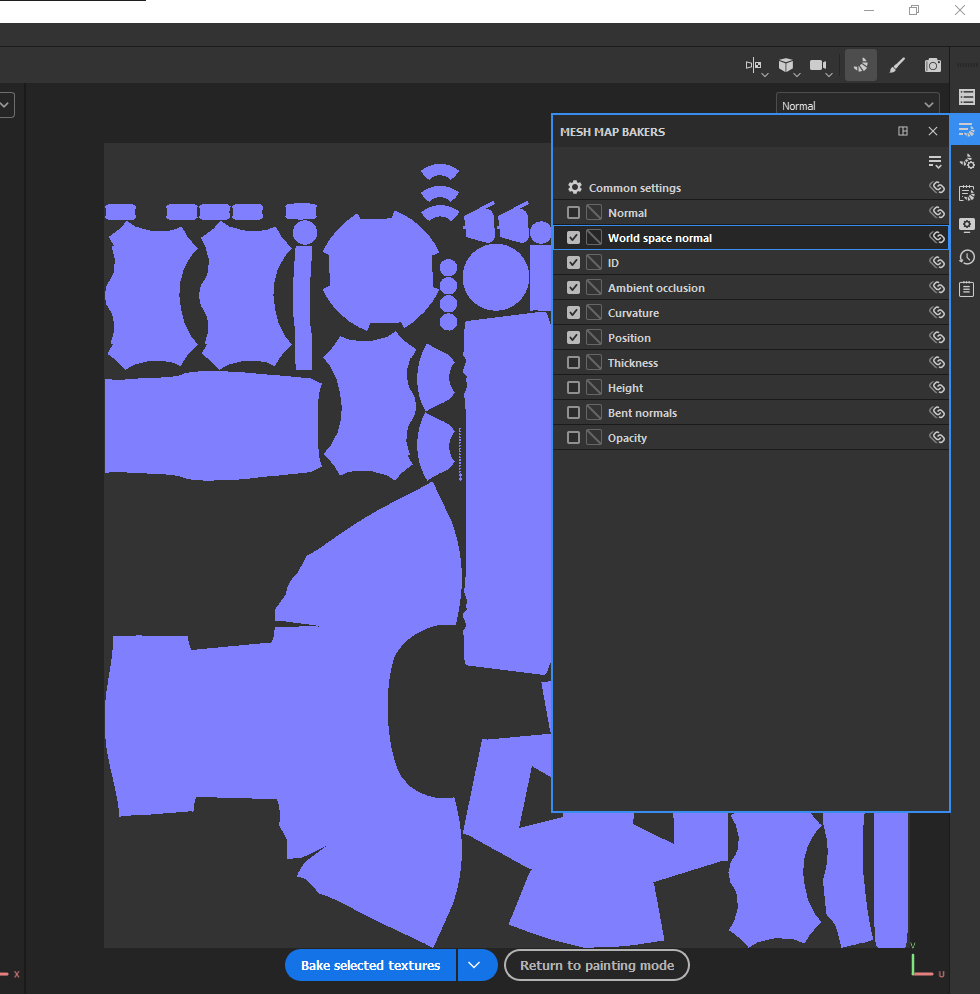 Normal
MESH MAP BAKERS
Common settings
Normal
World space normal
ID
Ambient occlusion
Curvature
Position
Thickness
Height
Bent normals
Opacity
Bake selected textures
Return to painting mode
X
V
U